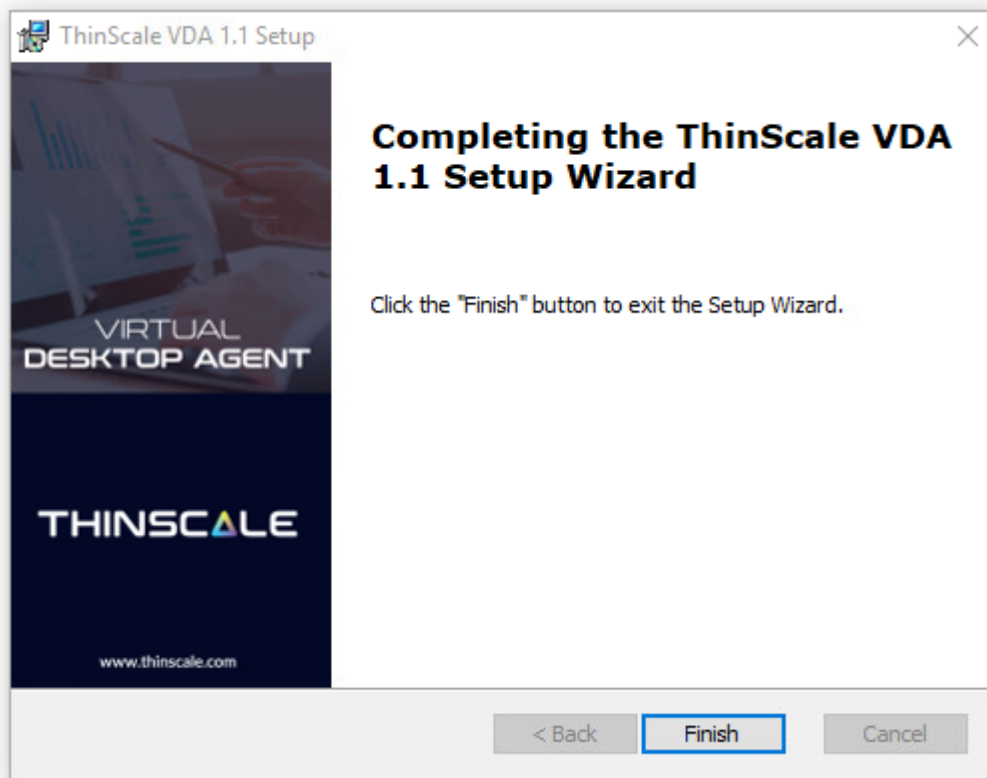 ThinScale VDA 1.1 Setup
Completing the ThinScale VDA
1.1 Setup Wizard
Click the "Finish" button to exit the Setup Wizard.
VIRTUAL
DESKTOP AGENT
THINSCALE
www.thinscale.com
< Back
Finish
Cancel